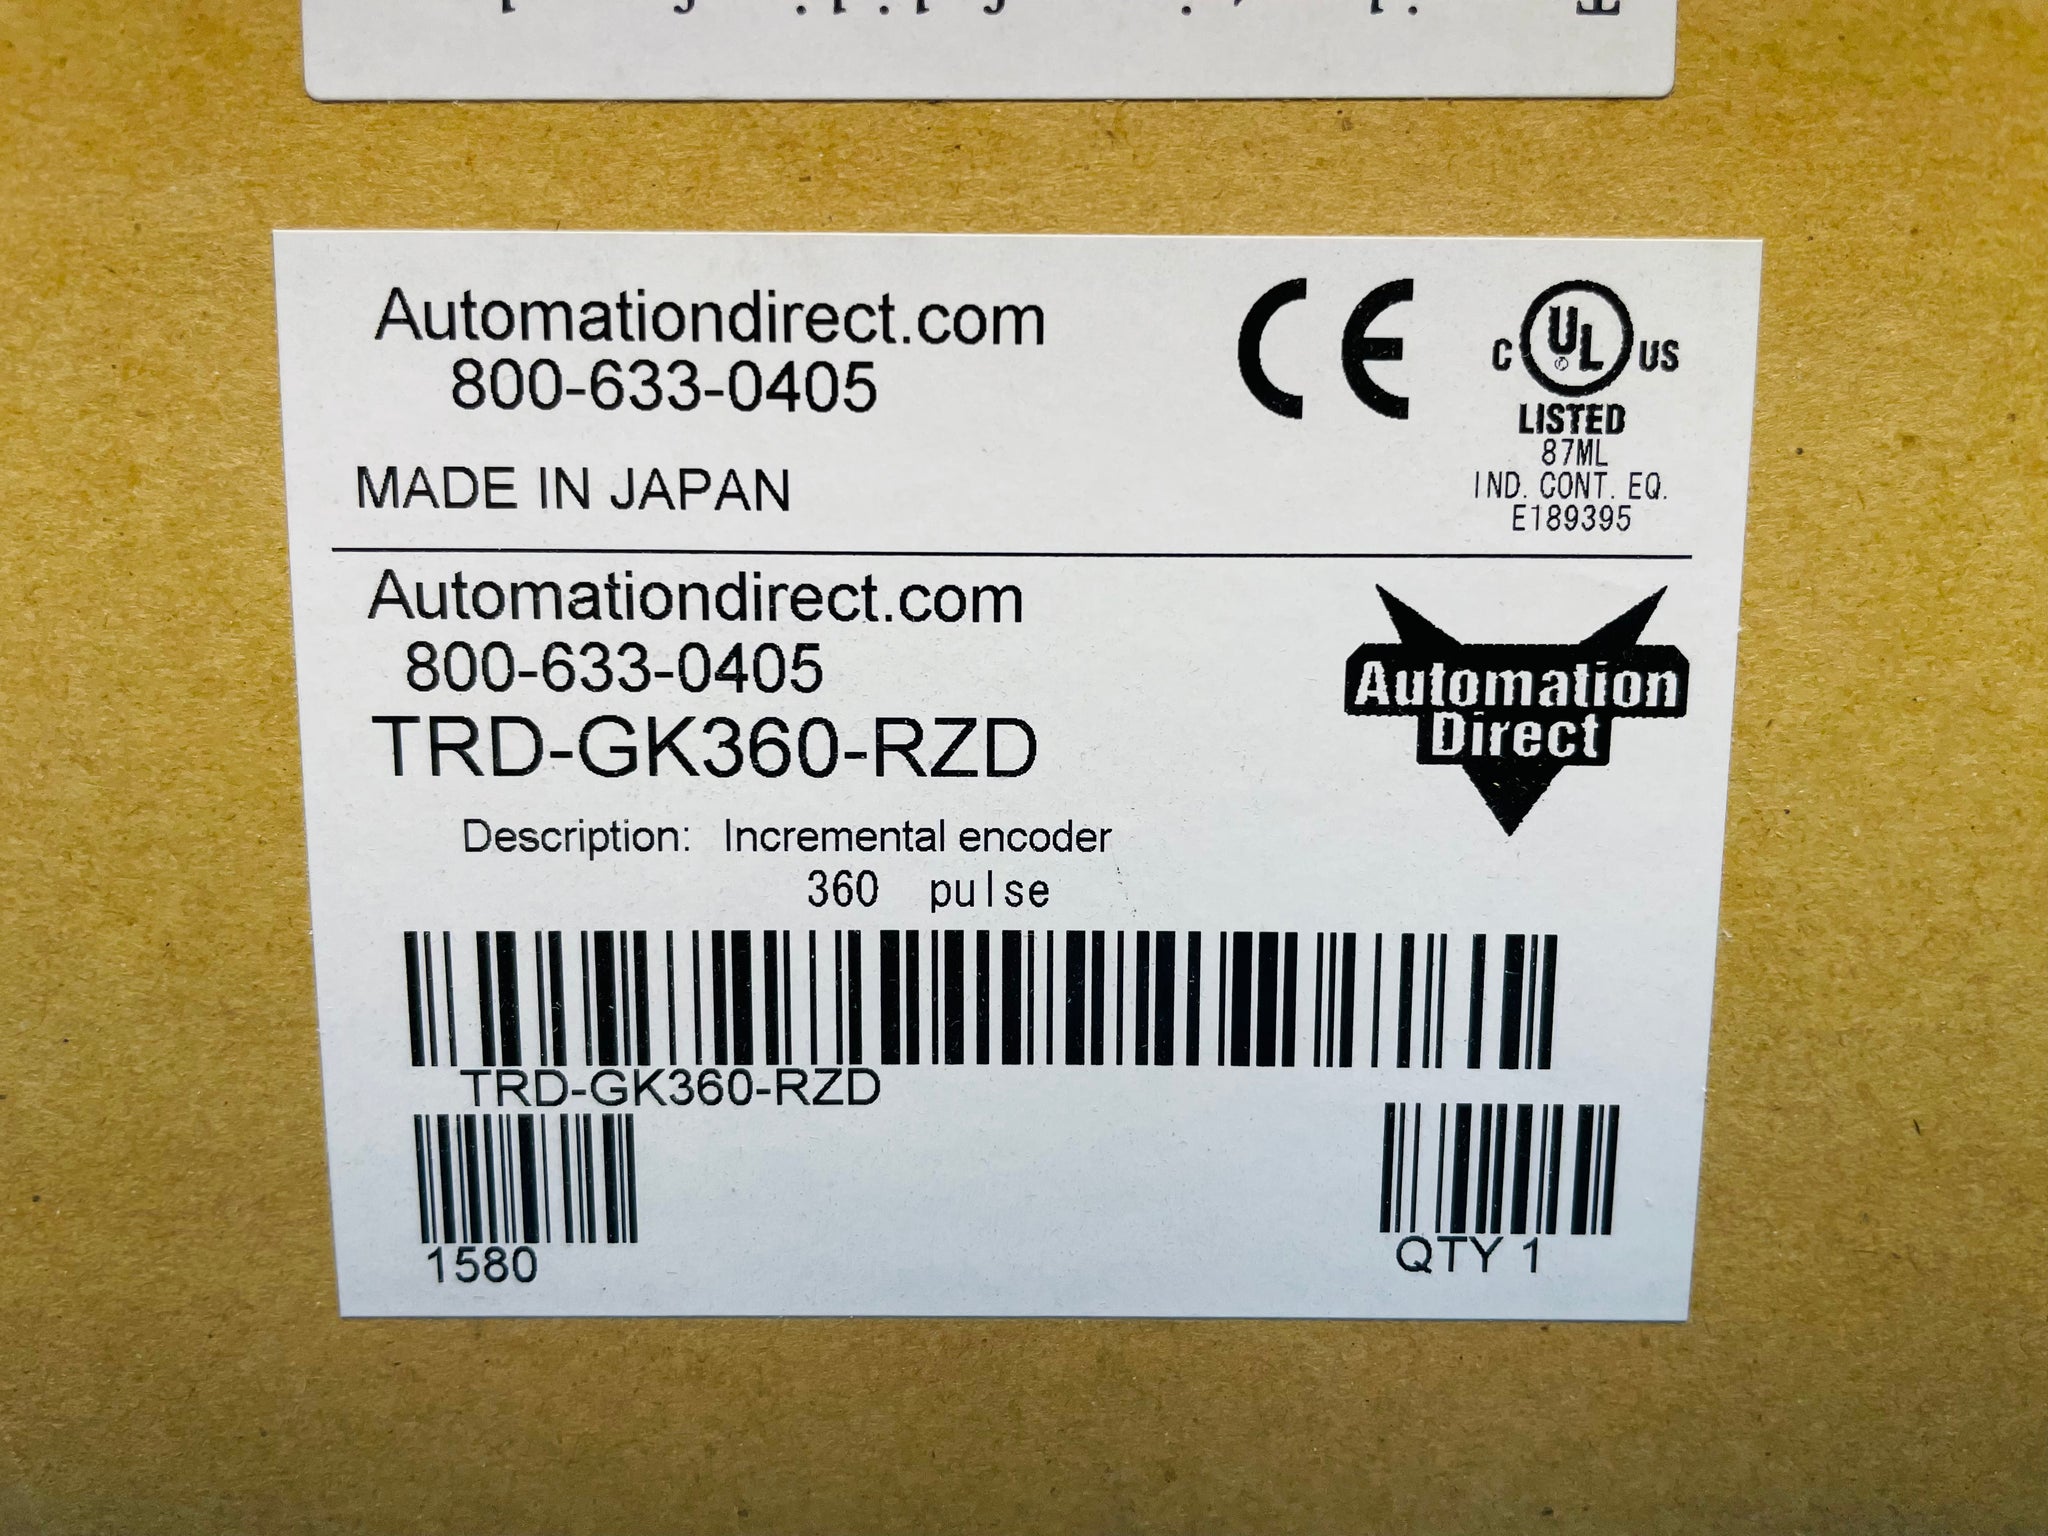 Automationdirect.com
800-633-0405
MADE IN JAPAN
CE
C UL US
LISTED
87ML
IND. CONT. EQ.
E189395
Automationdirect.com
800-633-0405
TRD-GK360-RZD
Automation
Direct
Description: Incremental encoder
360 pulse
TRD-GK360-RZD
1580
QTY 1